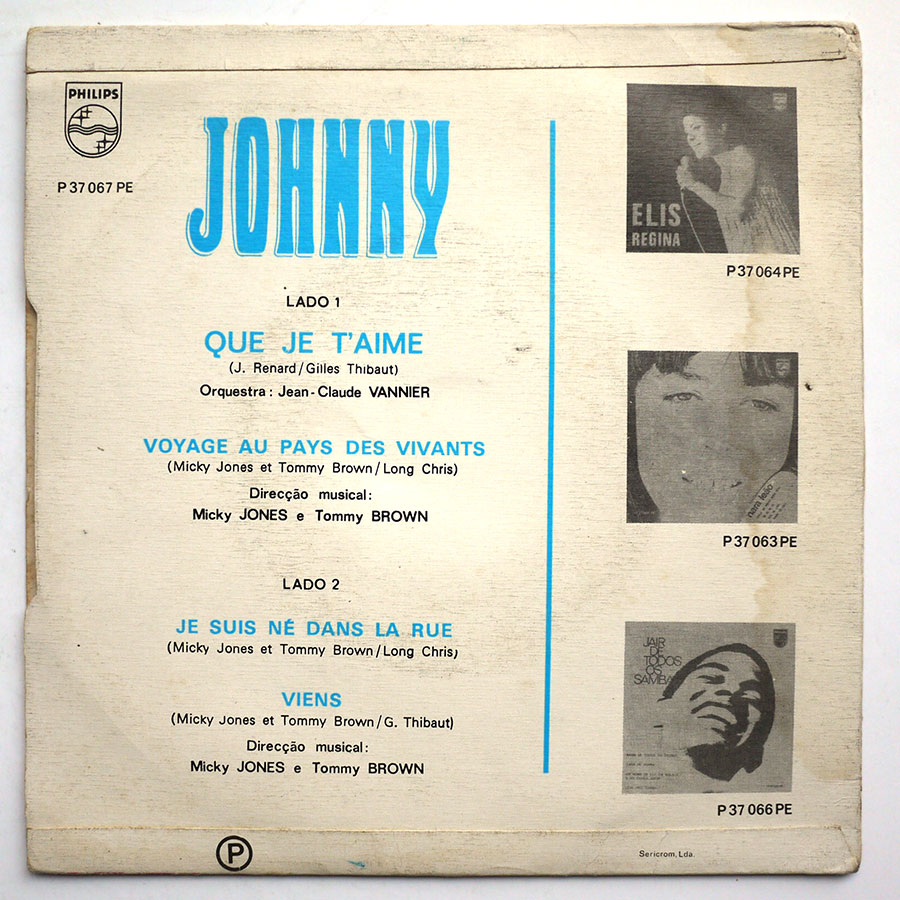 PHILIPS
P 37 067 PE
JOHNNY
LADO 1
QUE JE T'AIME
(J. Renard/Gilles Thibaut)
Orquestra: Jean-Claude VANNIER
VOYAGE AU PAYS DES VIVANTS
(Micky Jones et Tommy Brown/Long Chris)
Direcção musical:
Micky JONES e Tommy BROWN
LADO 2
JE SUIS NÉ DANS LA RUE
(Micky Jones et Tommy Brown/Long Chris)
VIENS
(Micky Jones et Tommy Brown/G. Thibaut)
Direcção musical:
Micky JONES e Tommy BROWN
ELIS
REGINA
P 37 064 PE
nara leão
P 37 063 PE
JAIR
DE
TODOS
OS
SAMBAS
P 37 066 PE
P
Sericrom, Lda.